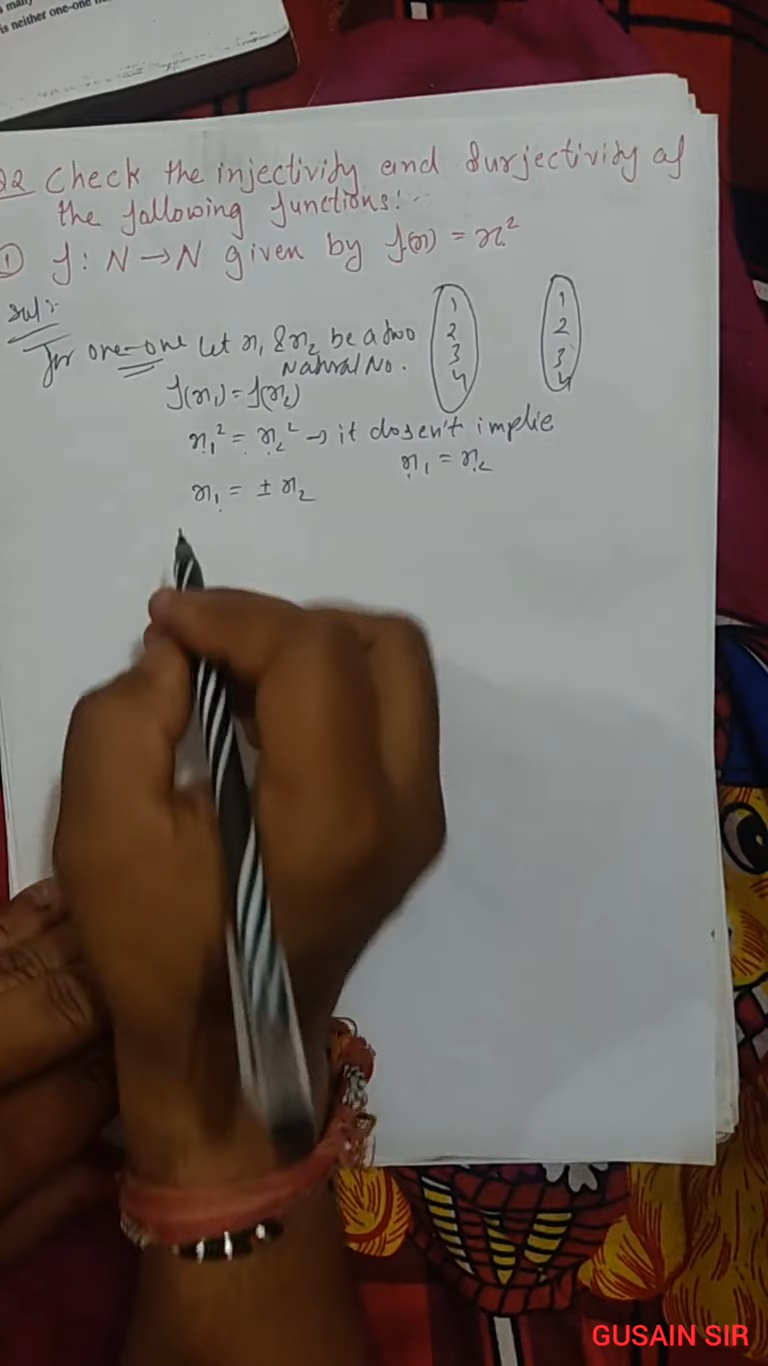 is neither one-one
Q2 Check the injectivity and Surjectivity of
the following functions:-
① f: N → N given by f(x) = x²
Sol:-
For one-one Let x₁ & x₂ be a two
Natural No.
f(x₁) = f(x₂)
x₁² = x₂² → it dosen't implie
x₁ = x₂
x₁ = ± x₂
1
2
3
4
1
2
3
4
GUSAIN SIR